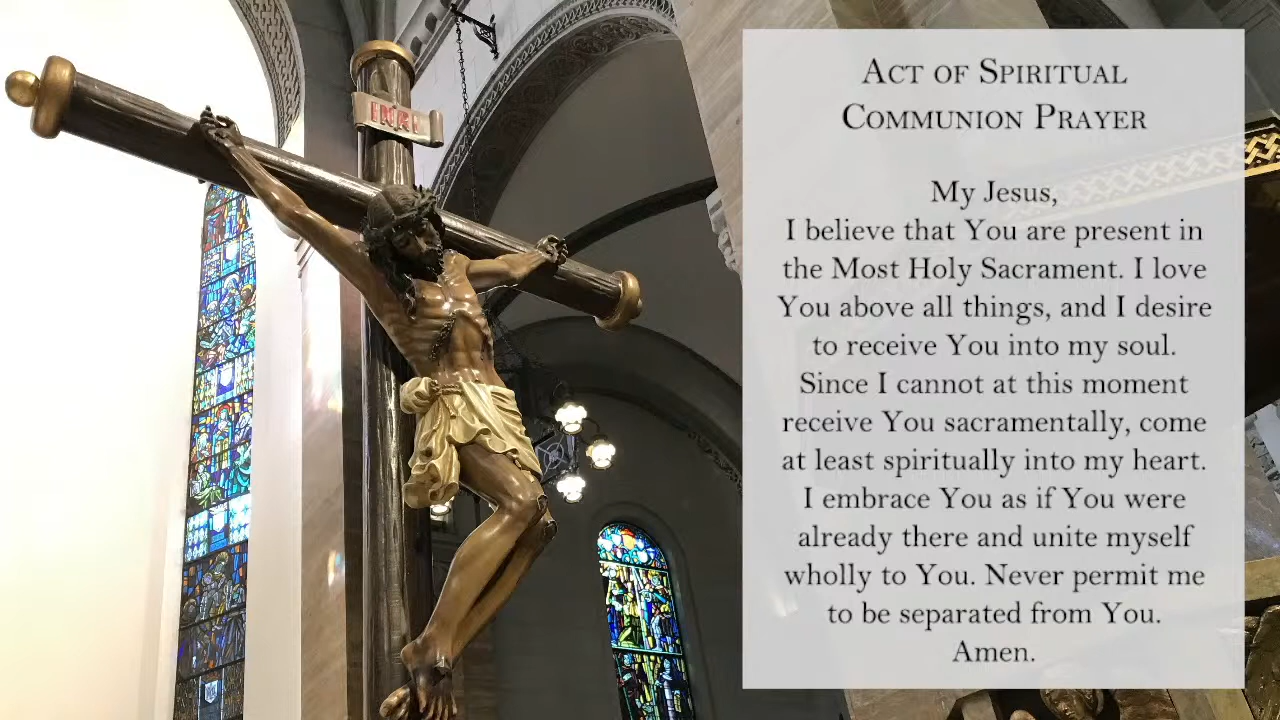 INRI
ACT OF SPIRITUAL
COMMUNION PRAYER
My Jesus,
I believe that You are present in
the Most Holy Sacrament. I love
You above all things, and I desire
to receive You into my soul.
Since I cannot at this moment
receive You sacramentally, come
at least spiritually into my heart.
I embrace You as if You were
already there and unite myself
wholly to You. Never permit me
to be separated from You.
Amen.